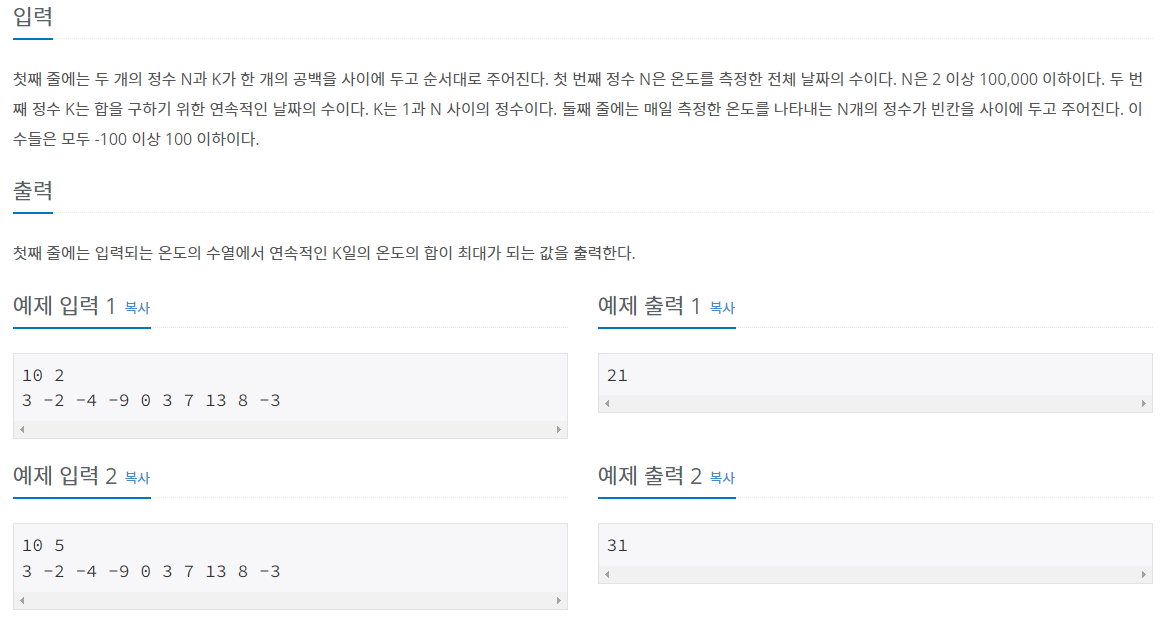 입력
첫째 줄에는 두 개의 정수 N과 K가 한 개의 공백을 사이에 두고 순서대로 주어진다. 첫 번째 정수 N은 온도를 측정한 전체 날짜의 수이다. N은 2 이상 100,000 이하이다. 두 번
째 정수 K는 합을 구하기 위한 연속적인 날짜의 수이다. K는 1과 N 사이의 정수이다. 둘째 줄에는 매일 측정한 온도를 나타내는 N개의 정수가 빈칸을 사이에 두고 주어진다. 이
수들은 모두 -100 이상 100 이하이다.
출력
첫째 줄에는 입력되는 온도의 수열에서 연속적인 K일의 온도의 합이 최대가 되는 값을 출력한다.
예제 입력 1 복사
10 2
3 -2 -4 -9 0 3 7 13 8 -3
예제 출력 1 복사
21
예제 입력 2 복사
10 5
3 -2 -4 -9 0 3 7 13 8 -3
예제 출력 2 복사
31